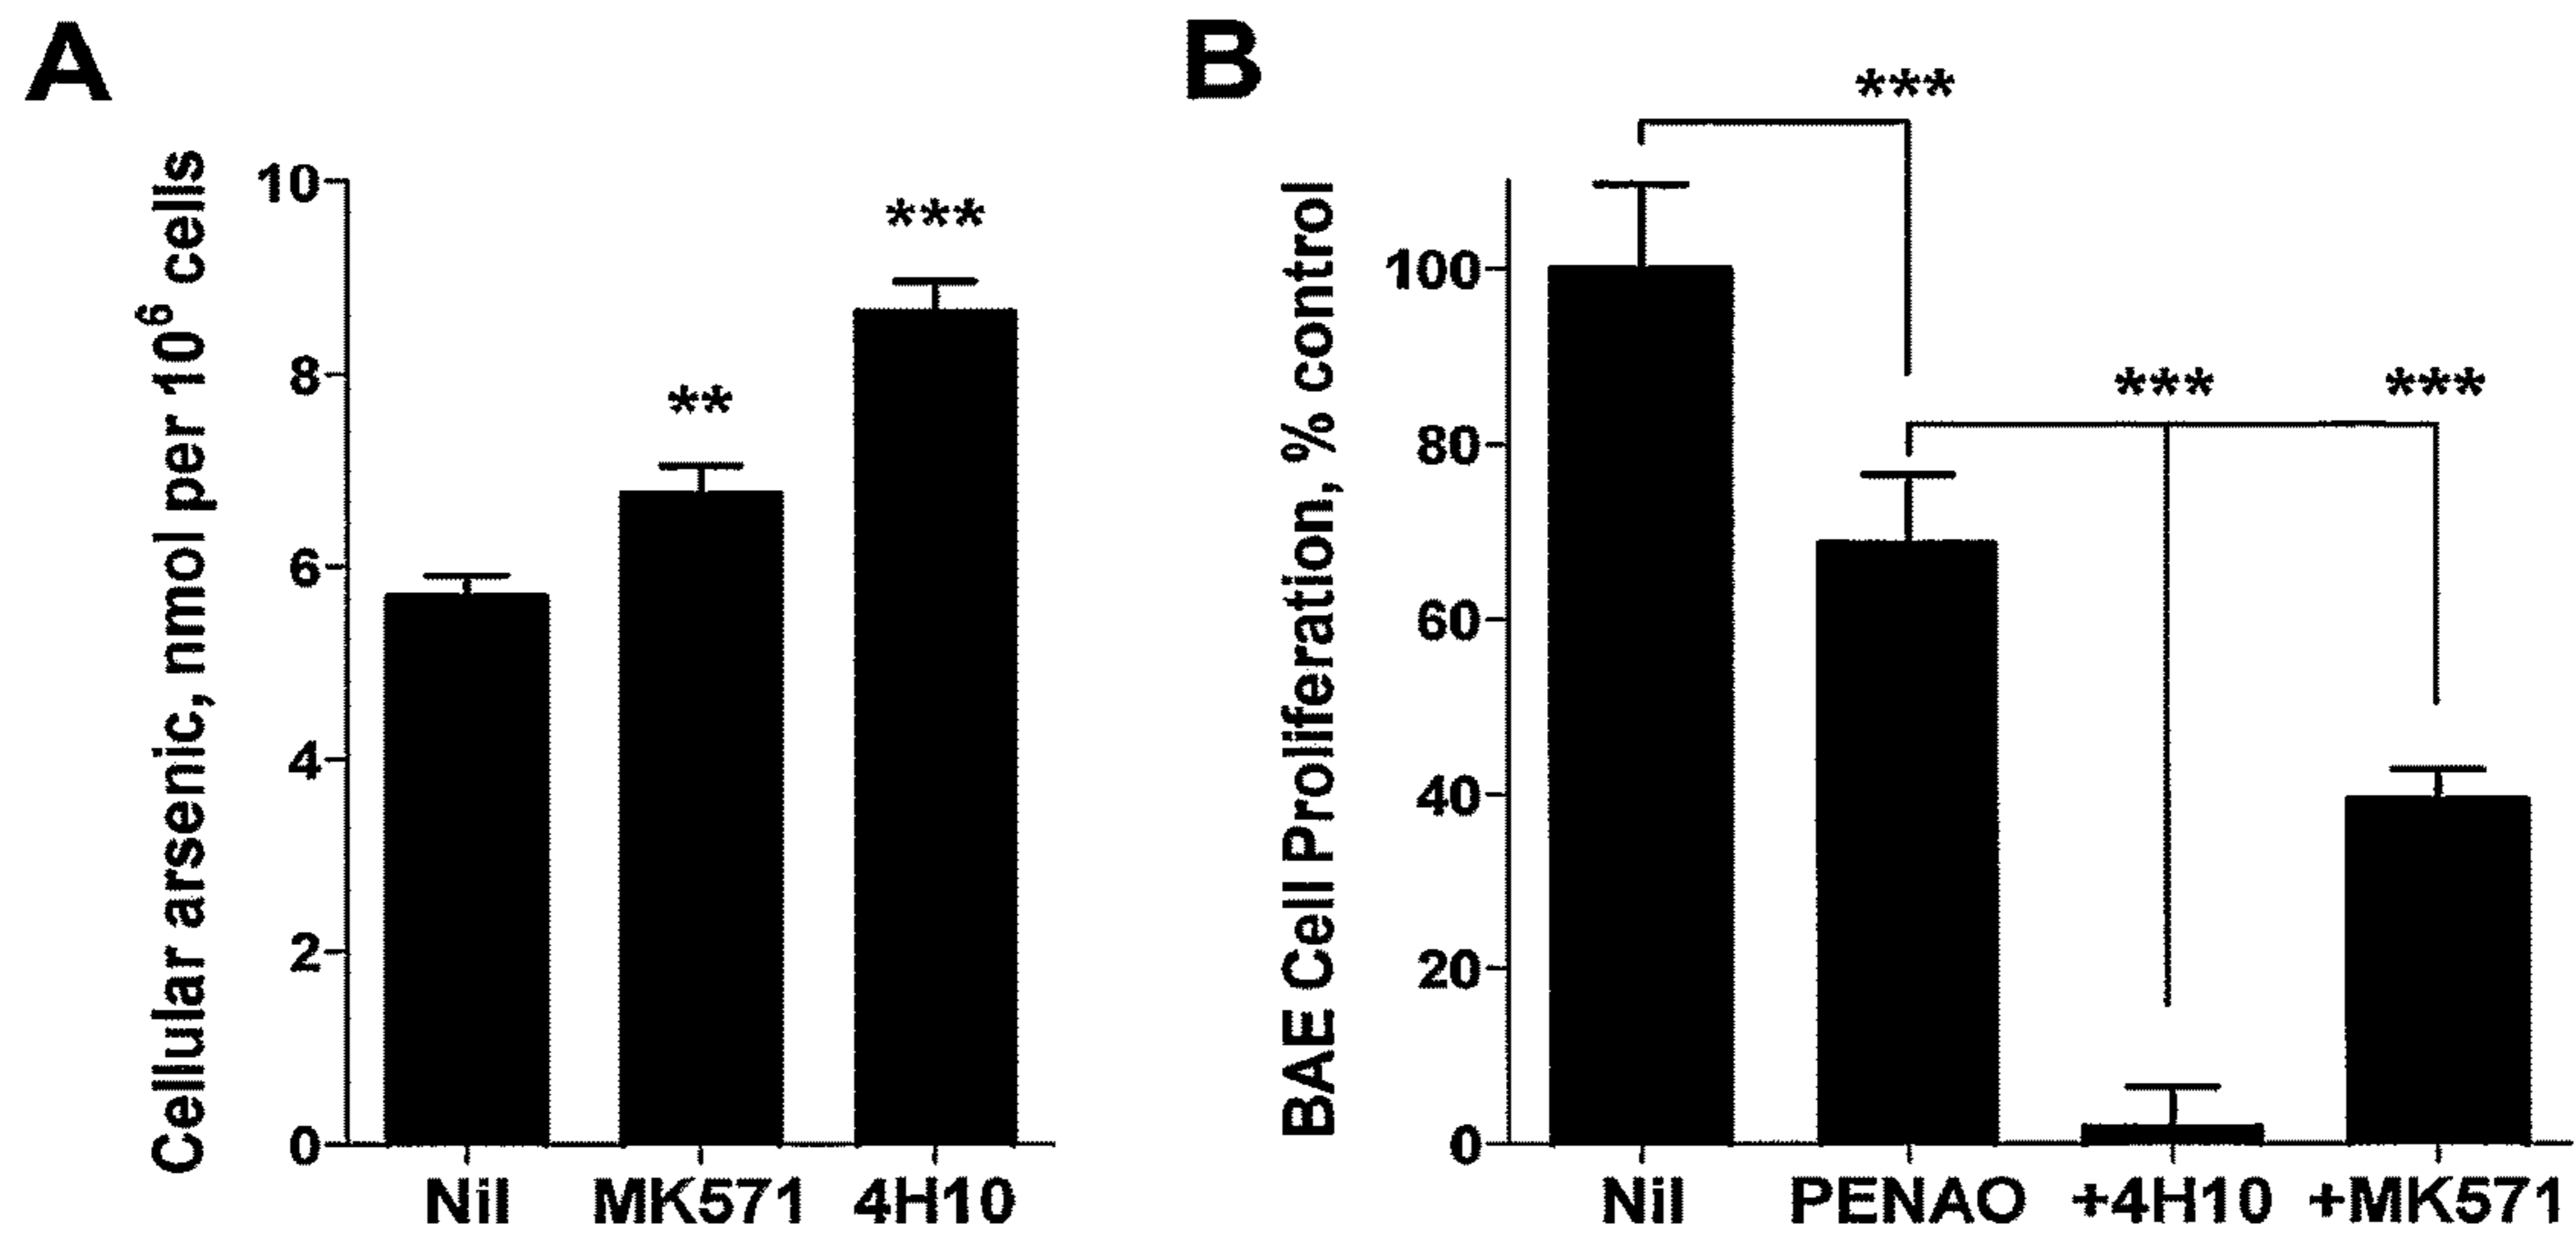 A
Cellular arsenic, nmol per 10⁶ cells
10
8
6
4
2
0
**
***
Nil MK571 4H10
B
BAE Cell Proliferation, % control
100
80
60
40
20
0
***
*** ***
Nil PENAO +4H10 +MK571